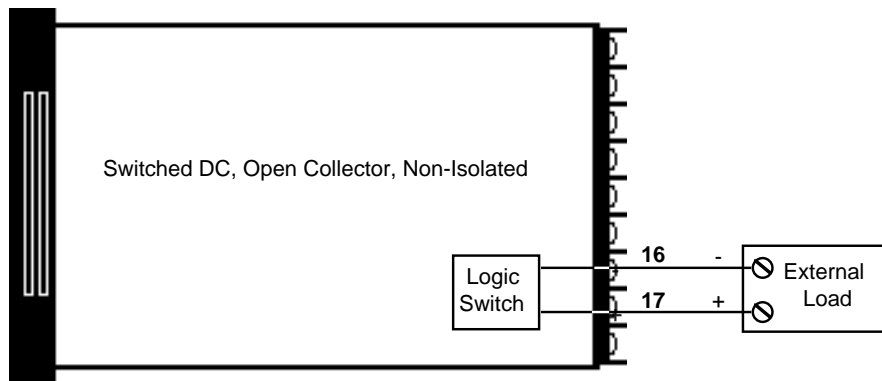 Switched DC, Open Collector, Non-Isolated
16 -
Logic
Switch
17 +
External
Load